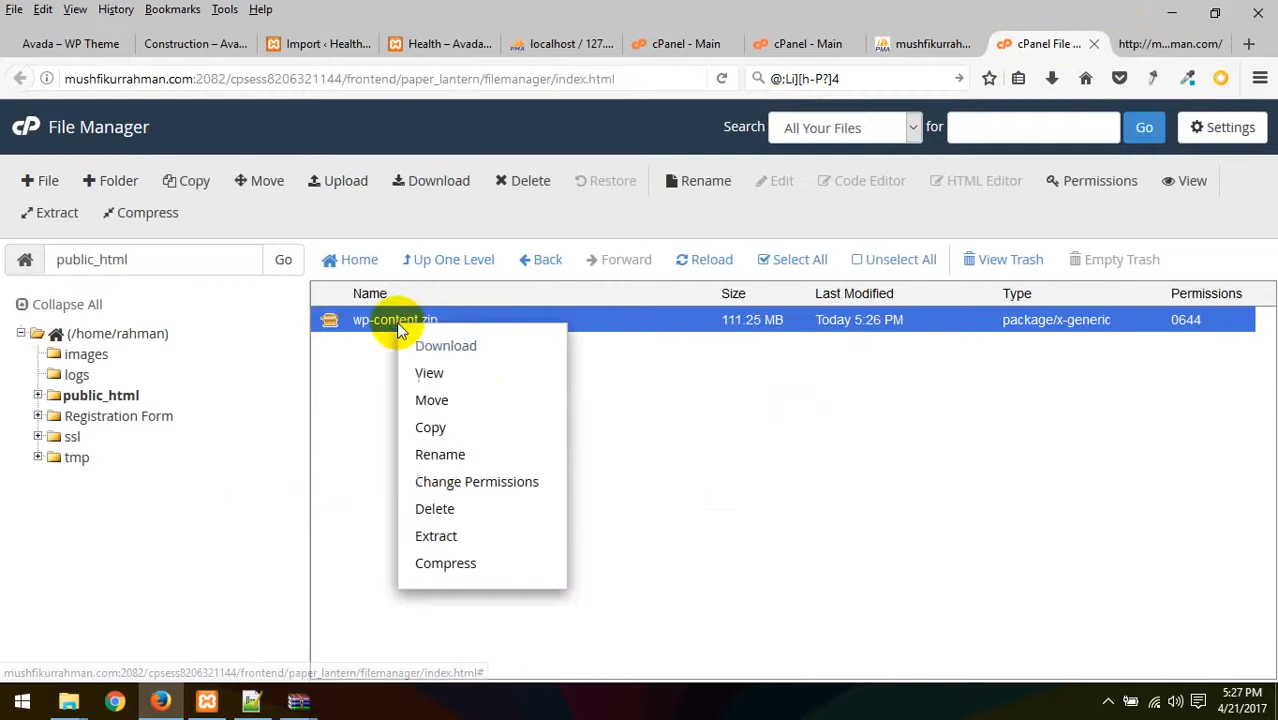 File Edit View History Bookmarks Tools Help
Avada – WP Theme Construction – Ava... Import ‹ Health... Health – Avada... localhost / 127.... cPanel - Main cPanel - Main mushfikurrahm... cPanel File ... http://m...man.com/
mushfikurrahman.com:2082/cpsess8206321144/frontend/paper_lantern/filemanager/index.html @;Li][h-P?]4
cP File Manager Search All Your Files for Go Settings
File Folder Copy Move Upload Download Delete Restore Rename Edit Code Editor HTML Editor Permissions View
Extract Compress
public_html Go Home Up One Level Back Forward Reload Select All Unselect All View Trash Empty Trash
Name Size Last Modified Type Permissions
Collapse All
wp-content.zip 111.25 MB Today 5:26 PM package/x-generic 0644
(/home/rahman)
images
logs
public_html
Registration Form
ssl
tmp
Download
View
Move
Copy
Rename
Change Permissions
Delete
Extract
Compress
mushfikurrahman.com:2082/cpsess8206321144/frontend/paper_lantern/filemanager/index.html#
5:27 PM
4/21/2017